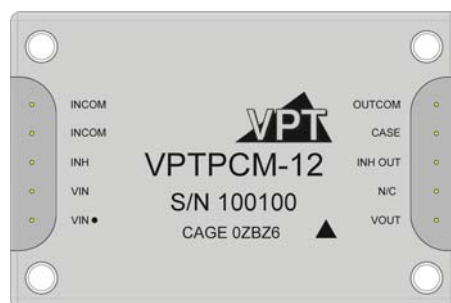 INCOM OUTCOM
INCOM CASE
INH INH OUT
VIN N/C
VIN● VOUT
VPT
VPTPCM-12
S/N 100100
CAGE 0ZBZ6